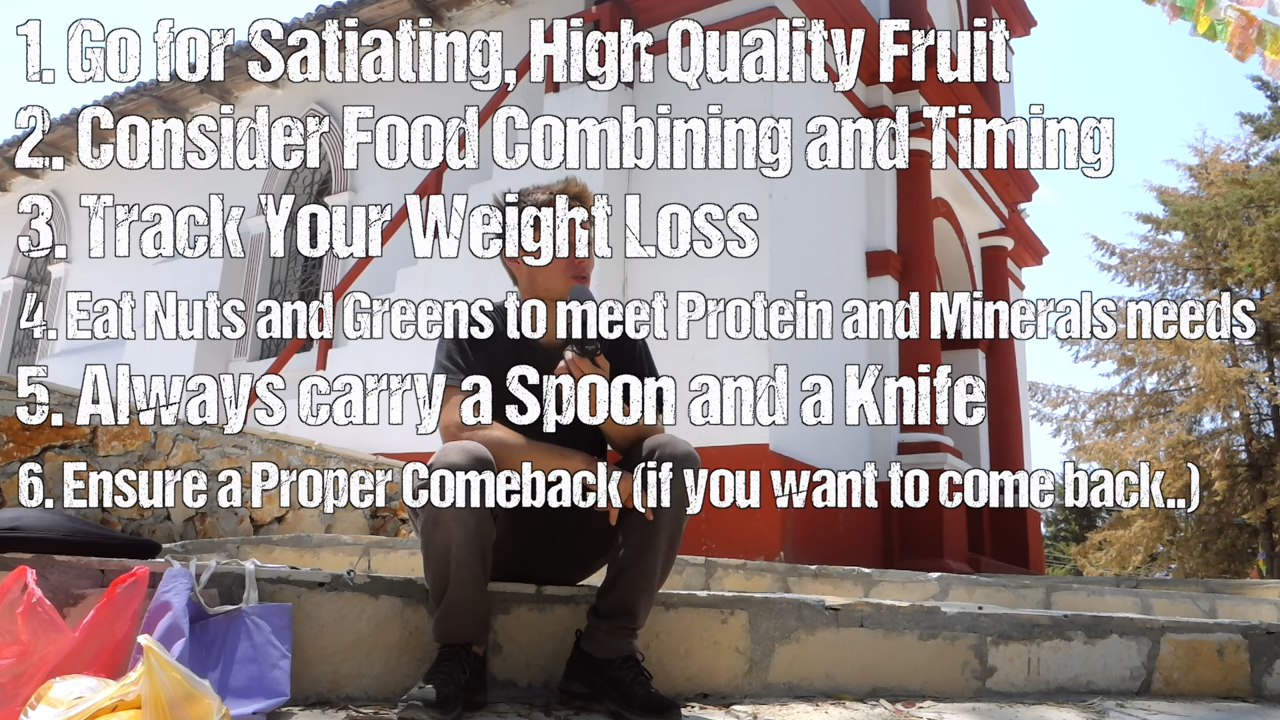 1. Go for Satiating, High Quality Fruit
2. Consider Food Combining and Timing
3. Track Your Weight Loss
4. Eat Nuts and Greens to meet Protein and Minerals needs
5. Always carry a Spoon and a Knife
6. Ensure a Proper Comeback (if you want to come back..)